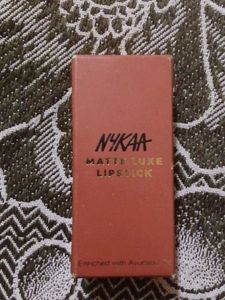 NYKAA
MATTE LUXE
LIPSTICK
Enriched with Avocado